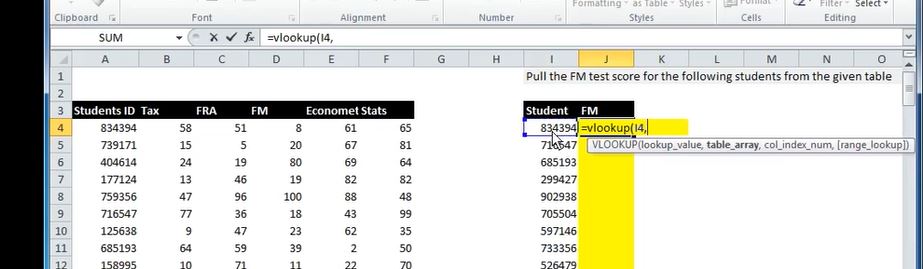 Formatting as Table Styles Delete Filter Select
Font Alignment Number Styles Cells Editing
SUM fx =vlookup(I4,
A B C D E F G H I J K L M N O
1 Pull the FM test score for the following students from the given table
2
3 Students ID Tax FRA FM Economet Stats Student FM
4 834394 58 51 8 61 65 834394 =vlookup(I4,
5 739171 15 5 20 67 81 VLOOKUP(lookup_value, table_array, col_index_num, [range_lookup])
6 404614 24 19 80 69 64 685193
7 177124 13 46 19 82 82 299427
8 759356 47 96 100 88 48 902938
9 716547 77 36 18 43 99 705504
10 125638 9 47 23 62 35 597146
11 685193 64 59 39 2 50 733356
12 158995 10 71 11 22 70 526479